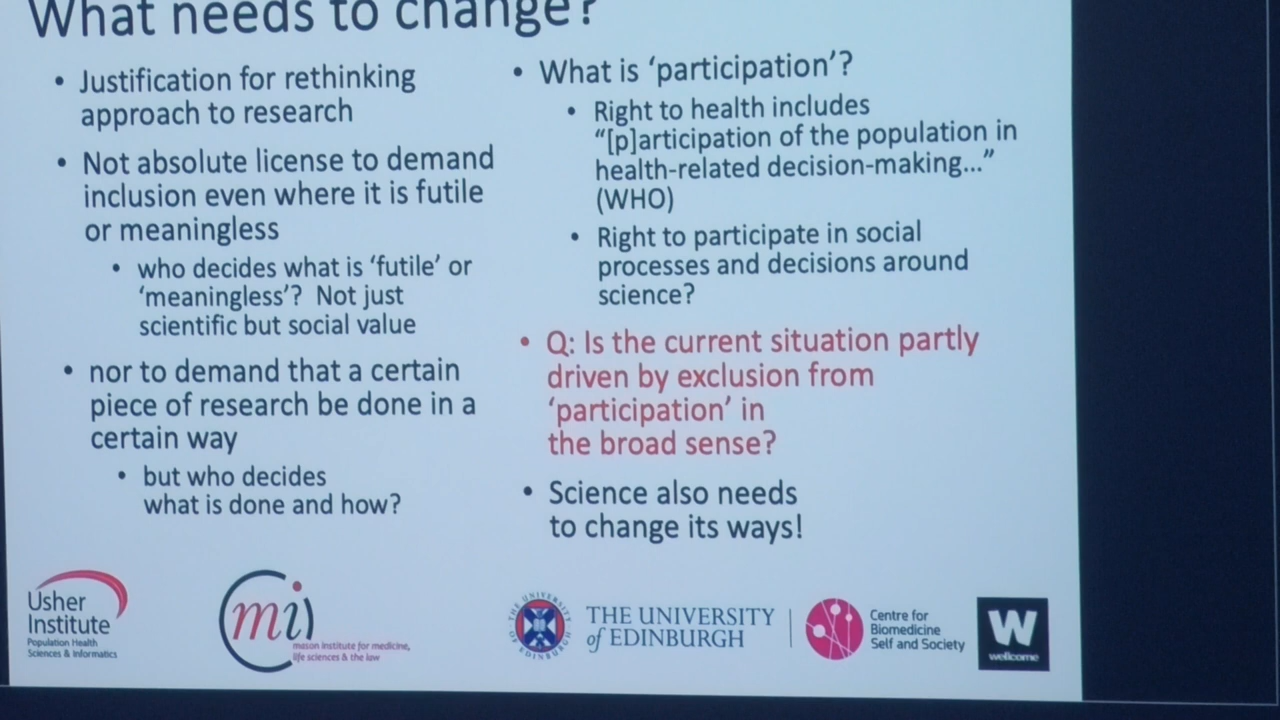 What needs to change?
• Justification for rethinking
approach to research
• Not absolute license to demand
inclusion even where it is futile
or meaningless
• who decides what is ‘futile’ or
‘meaningless’? Not just
scientific but social value
• nor to demand that a certain
piece of research be done in a
certain way
• but who decides
what is done and how?
• What is ‘participation’?
• Right to health includes
“[p]articipation of the population in
health-related decision-making...”
(WHO)
• Right to participate in social
processes and decisions around
science?
• Q: Is the current situation partly
driven by exclusion from
‘participation’ in
the broad sense?
• Science also needs
to change its ways!
Usher
Institute
Population Health
Sciences & Informatics
mi
mason institute for medicine,
life sciences & the law
THE UNIVERSITY OF EDINBURGH
THE UNIVERSITY
of EDINBURGH
Centre for
Biomedicine
Self and Society
W
wellcome